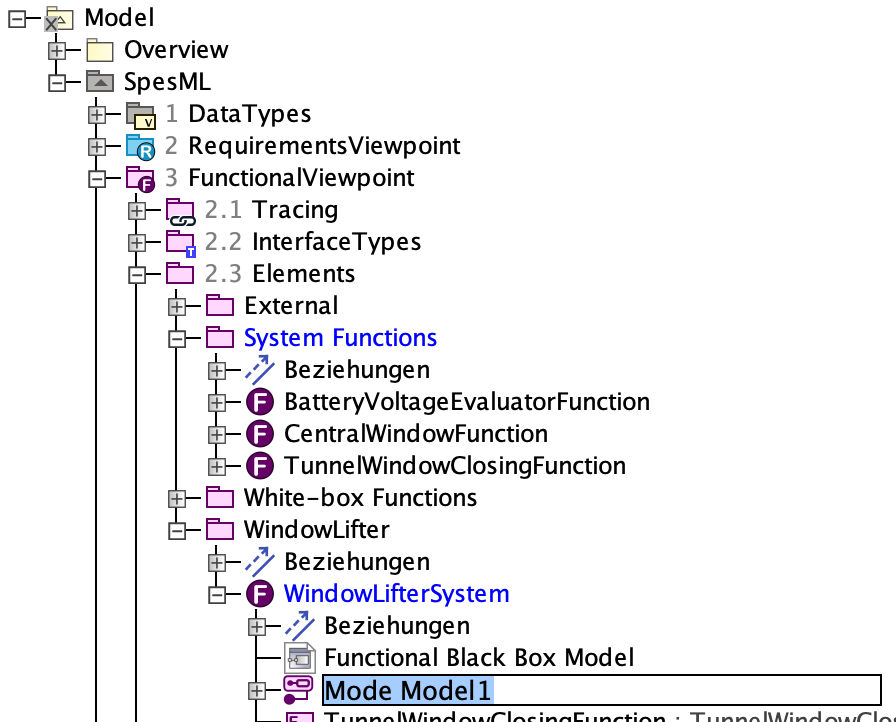 Model
Overview
SpesML
1 DataTypes
2 RequirementsViewpoint
3 FunctionalViewpoint
2.1 Tracing
2.2 InterfaceTypes
2.3 Elements
External
System Functions
Beziehungen
F BatteryVoltageEvaluatorFunction
F CentralWindowFunction
F TunnelWindowClosingFunction
White-box Functions
WindowLifter
Beziehungen
F WindowLifterSystem
Beziehungen
Functional Black Box Model
Mode Model1
TunnelWindowClosingFunction : TunnelWindowClos